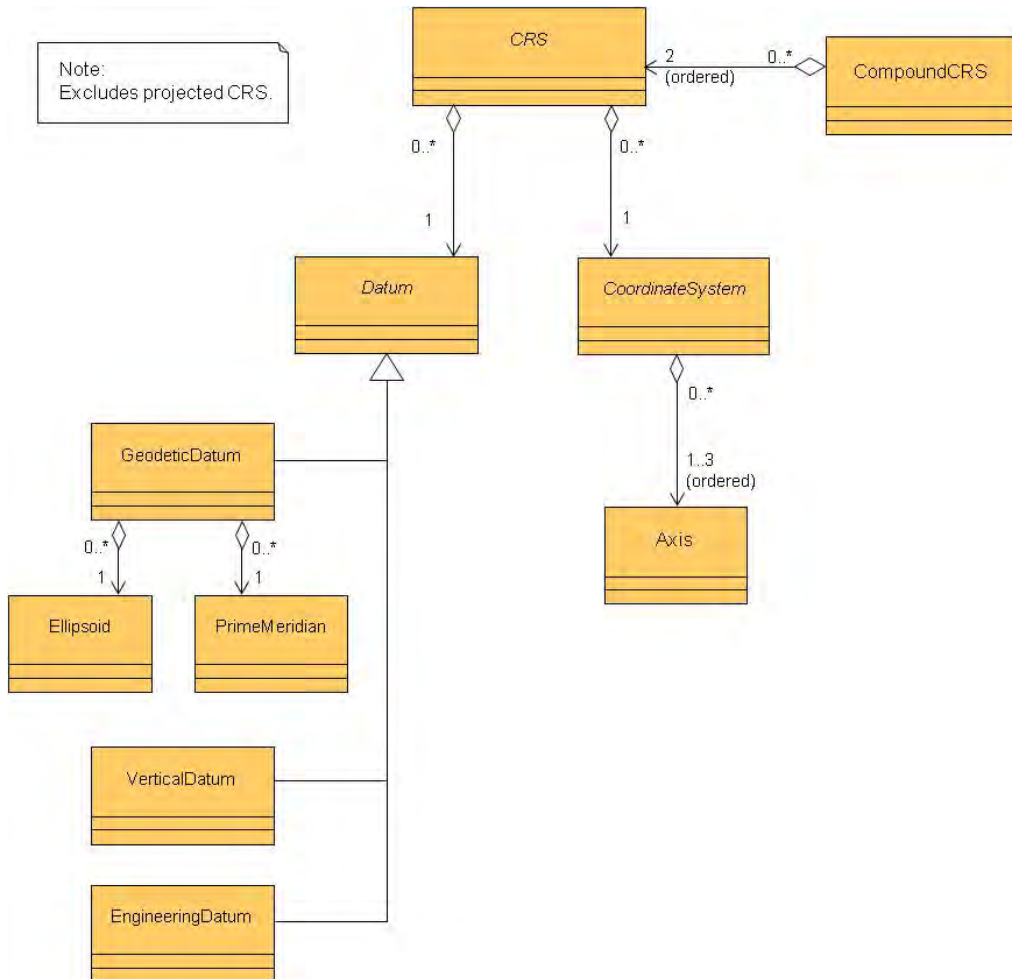 CRS
Note:
Excludes projected CRS.
2
(ordered)
0..*
CompoundCRS
0..*
0..*
1
1
Datum
CoordinateSystem
0..*
GeodeticDatum
1..3
(ordered)
Axis
0..*
0..*
1
1
Ellipsoid
PrimeMeridian
VerticalDatum
EngineeringDatum